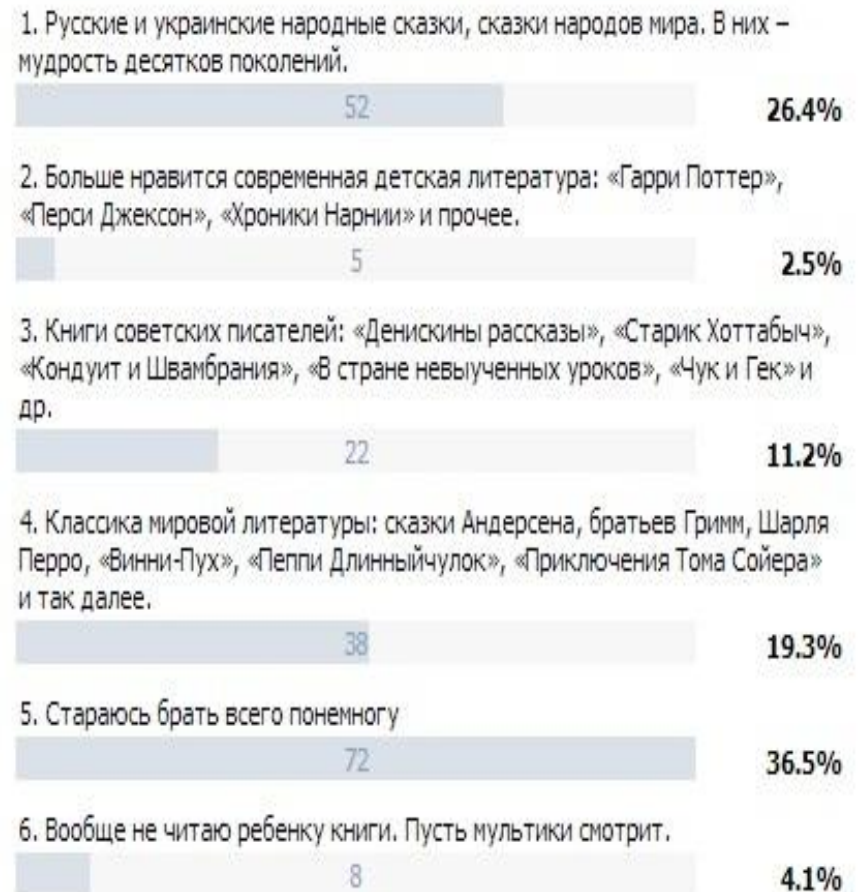 1. Русские и украинские народные сказки, сказки народов мира. В них –
мудрость десятков поколений.
52 26.4%
2. Больше нравится современная детская литература: «Гарри Поттер»,
«Перси Джексон», «Хроники Нарнии» и прочее.
5 2.5%
3. Книги советских писателей: «Денискины рассказы», «Старик Хоттабыч»,
«Кондуит и Швамбрания», «В стране невыученных уроков», «Чук и Гек» и
др.
22 11.2%
4. Классика мировой литературы: сказки Андерсена, братьев Гримм, Шарля
Перро, «Винни-Пух», «Пеппи Длинныйчулок», «Приключения Тома Сойера»
и так далее.
38 19.3%
5. Стараюсь брать всего понемногу
72 36.5%
6. Вообще не читаю ребенку книги. Пусть мультики смотрит.
8 4.1%